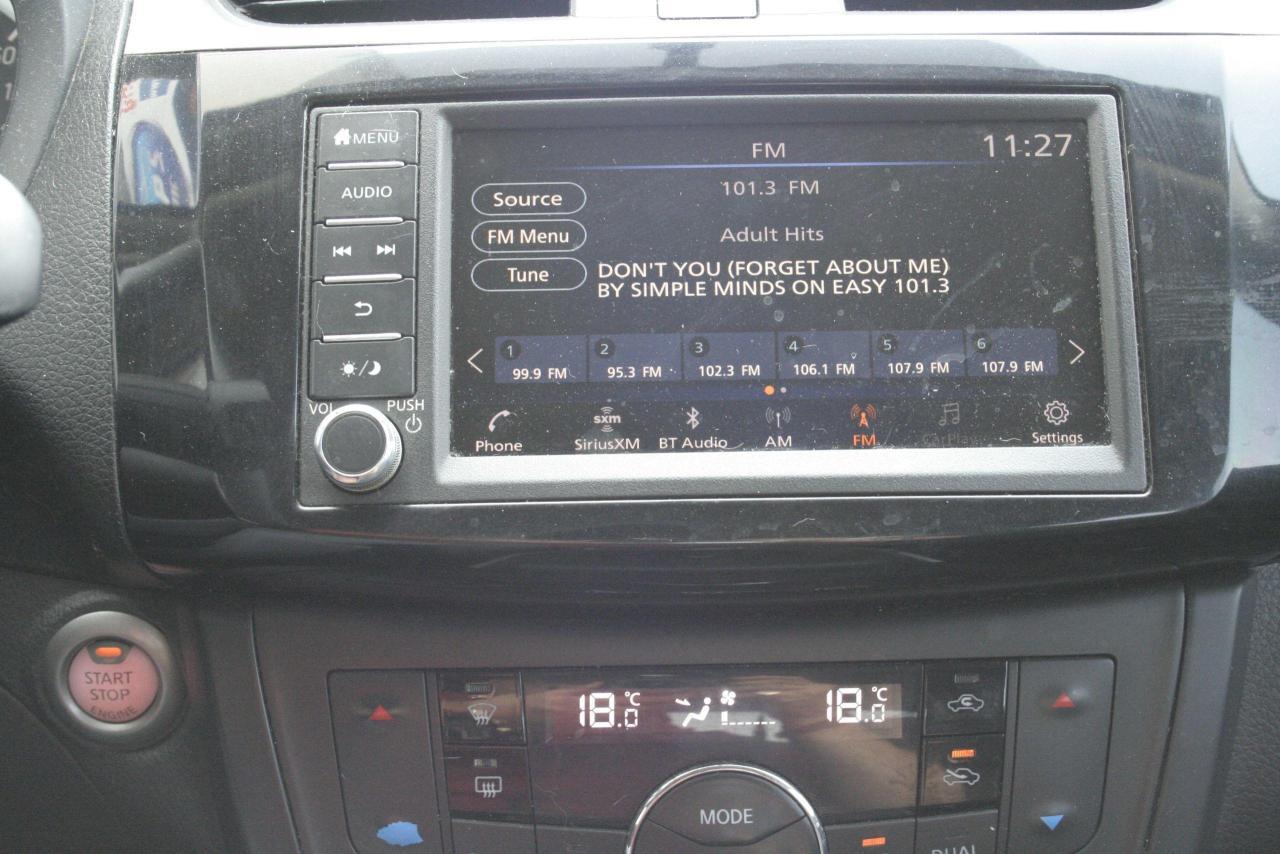 MENU
AUDIO
VOL
PUSH
FM
11:27
101.3 FM
Source
FM Menu
Adult Hits
Tune
DON'T YOU (FORGET ABOUT ME)
BY SIMPLE MINDS ON EASY 101.3
1 2 3 4 5 6
99.9 FM 95.3 FM 102.3 FM 106.1 FM 107.9 FM 107.9 FM
sxm
Phone SiriusXM BT Audio AM FM Settings
START
STOP
ENGINE
18.0 °C
18.0 °C
MODE
DUAL